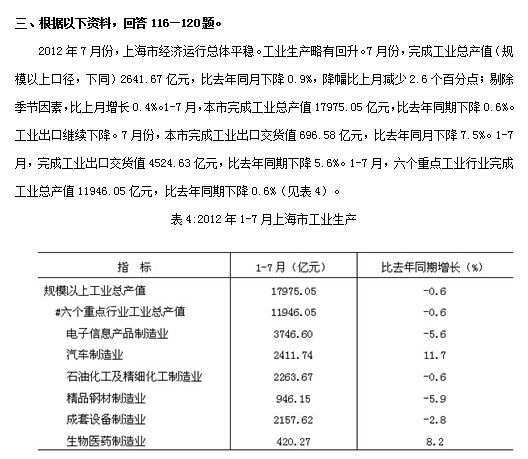 三、根据以下资料，回答 116—120 题。
2012 年 7 月份，上海市经济运行总体平稳。工业生产略有回升。7 月份，完成工业总产值（规
模以上口径，下同）2641.67 亿元，比去年同月下降 0.9%，降幅比上月减少 2.6 个百分点；剔除
季节因素，比上月增长 0.4%。1-7 月，本市完成工业总产值 17975.05 亿元，比去年同期下降 0.6%。
工业出口继续下降。7 月份，本市完成工业出口交货值 696.58 亿元，比去年同月下降 7.5%。1-7
月，完成工业出口交货值 4524.63 亿元，比去年同期下降 5.6%。1-7 月，六个重点工业行业完成
工业总产值 11946.05 亿元，比去年同期下降 0.6%（见表 4）。
表 4:2012 年 1-7 月上海市工业生产
指 标 1-7 月（亿元） 比去年同期增长（%）
规模以上工业总产值 17975.05 -0.6
#六个重点行业工业总产值 11946.05 -0.6
电子信息产品制造业 3746.60 -5.6
汽车制造业 2411.74 11.7
石油化工及精细化工制造业 2263.67 -0.6
精品钢材制造业 946.15 -5.9
成套设备制造业 2157.62 -2.8
生物医药制造业 420.27 8.2